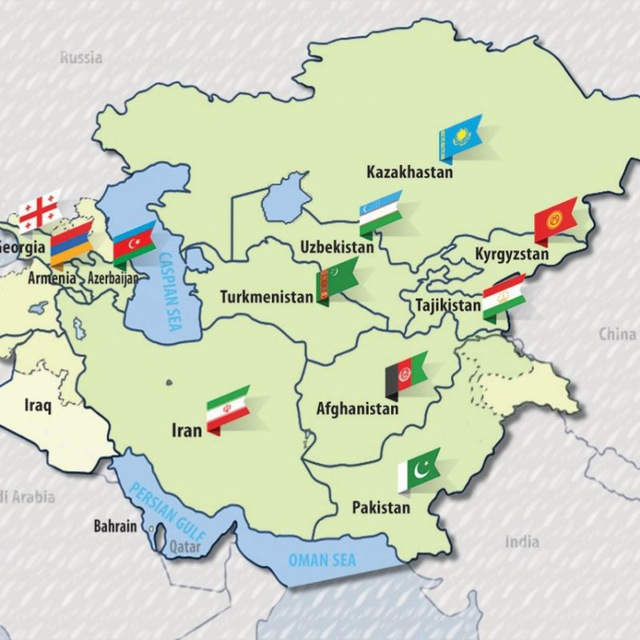 Russia
Kazakhstan
Georgia
Uzbekistan
Kyrgyzstan
Armenia
Azerbaijan
CASPIAN SEA
Turkmenistan
Tajikistan
China
Iraq
Iran
Afghanistan
di Arabia
PERSIAN GULF
Pakistan
Bahrain
Qatar
India
OMAN SEA